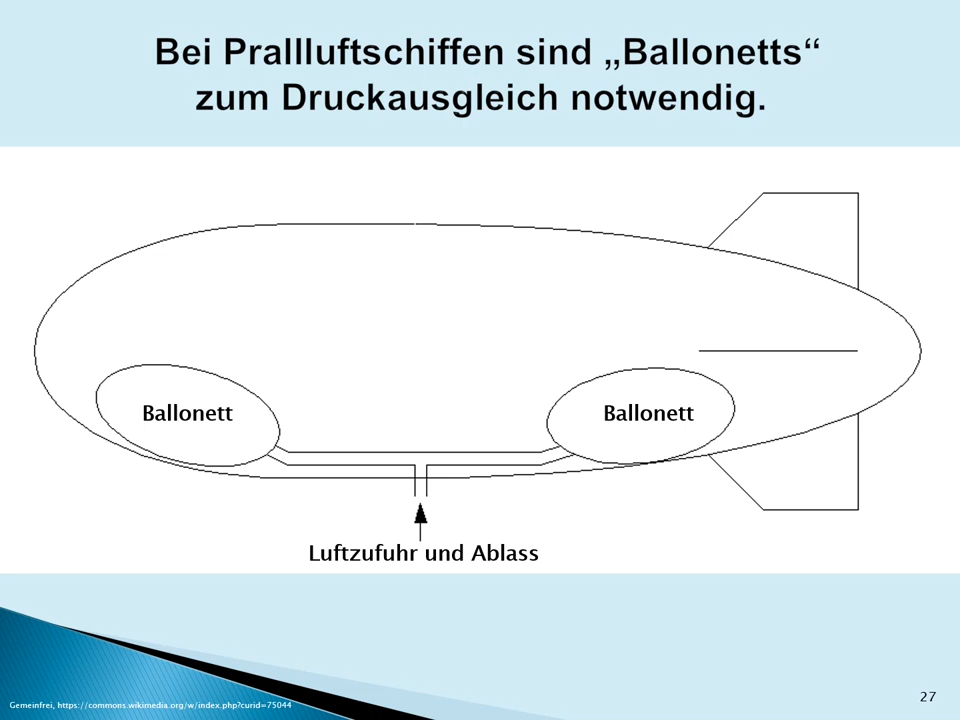 Bei Prallluftschiffen sind „Ballonetts“
zum Druckausgleich notwendig.
Ballonett
Ballonett
Luftzufuhr und Ablass
Gemeinfrei, https://commons.wikimedia.org/w/index.php?curid=75044
27